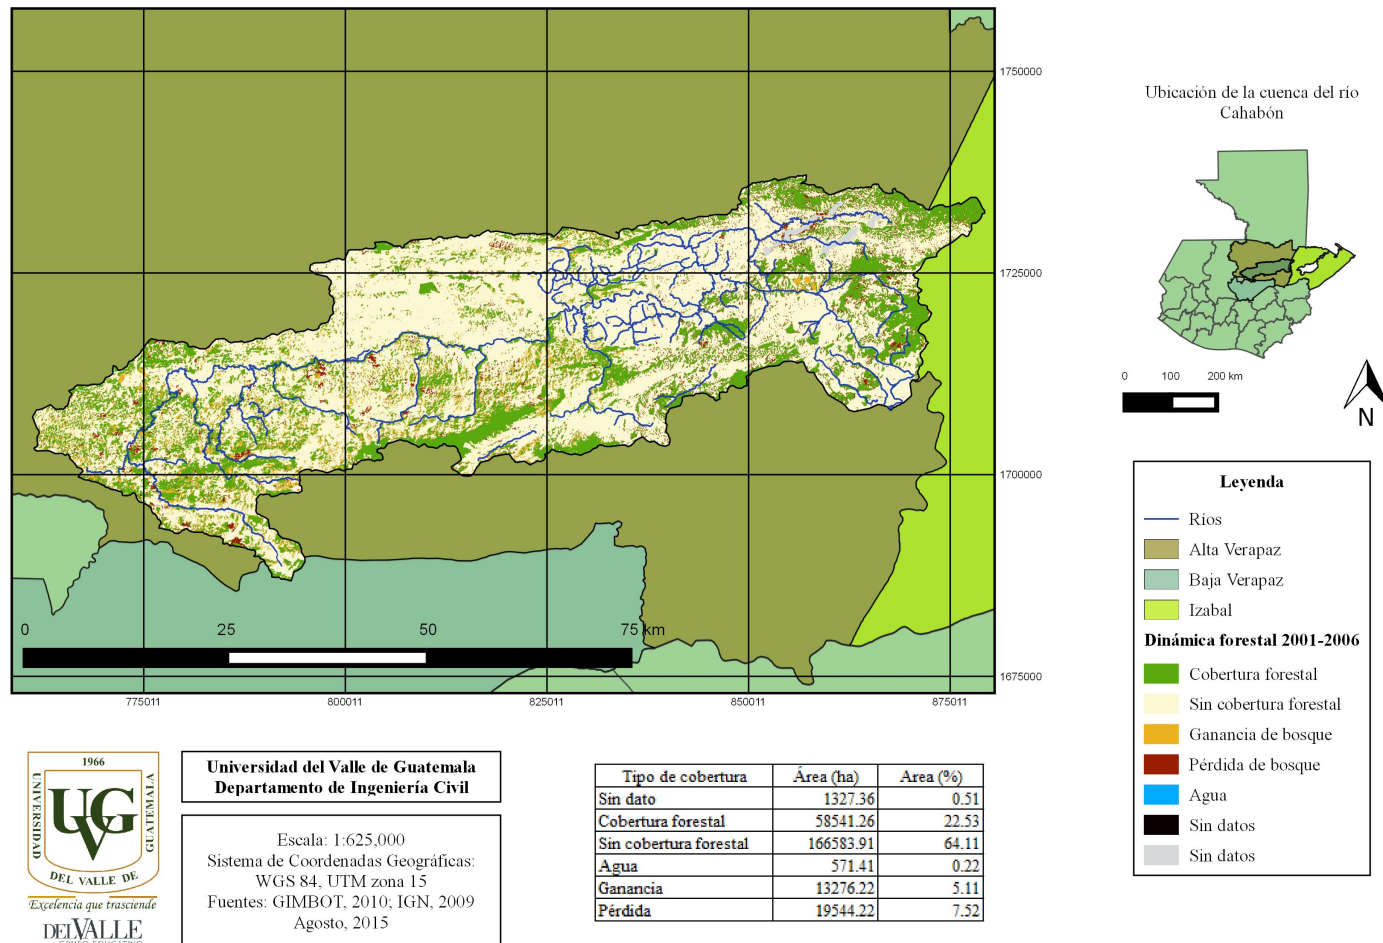 1750000
1725000
1700000
1675000
0 25 50 75 km
775011 800011 825011 850011 875011
Ubicación de la cuenca del río
Cahabón
0 100 200 km
N
Leyenda
Ríos
Alta Verapaz
Baja Verapaz
Izabal
Dinámica forestal 2001-2006
Cobertura forestal
Sin cobertura forestal
Ganancia de bosque
Pérdida de bosque
Agua
Sin datos
Sin datos
1966
UNIVERSIDAD
UVG
GUATEMALA
DEL VALLE DE
Excelencia que trasciende
DELVALLE
GRUPO EDUCATIVO
Universidad del Valle de Guatemala
Departamento de Ingeniería Civil
Escala: 1:625,000
Sistema de Coordenadas Geográficas:
WGS 84, UTM zona 15
Fuentes: GIMBOT, 2010; IGN, 2009
Agosto, 2015
Tipo de cobertura Área (ha) Area (%)
Sin dato 1327.36 0.51
Cobertura forestal 58541.26 22.53
Sin cobertura forestal 166583.91 64.11
Agua 571.41 0.22
Ganancia 13276.22 5.11
Pérdida 19544.22 7.52